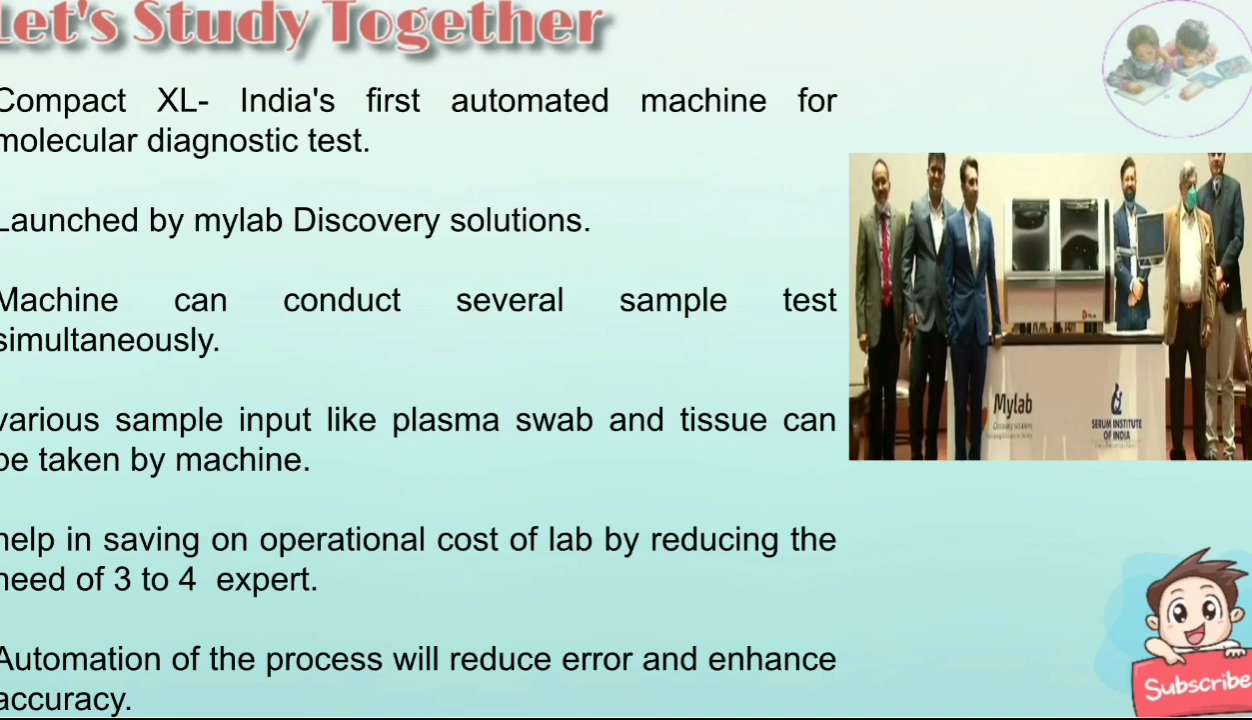 Let's Study Together
Compact XL- India's first automated machine for
molecular diagnostic test.
Launched by mylab Discovery solutions.
Machine can conduct several sample test
simultaneously.
various sample input like plasma swab and tissue can
be taken by machine.
help in saving on operational cost of lab by reducing the
need of 3 to 4 expert.
Automation of the process will reduce error and enhance
accuracy.
Mylab
Discovery solutions
SERUM INSTITUTE
OF INDIA
Subscribe